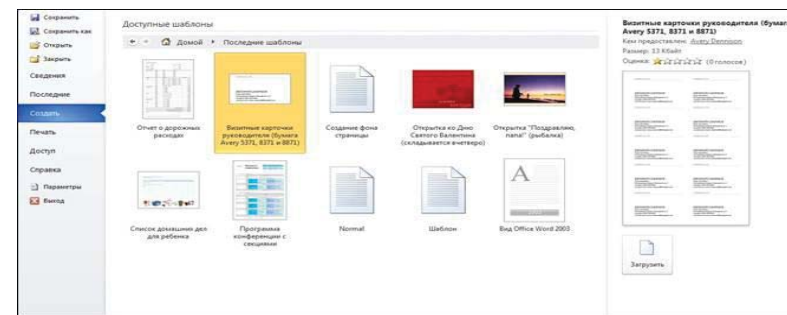 Сохранить
Сохранить как
Открыть
Закрыть
Сведения
Последние
Создать
Печать
Доступ
Справка
Параметры
Выход
Доступные шаблоны
Домой
Последние шаблоны
Отчет о дорожных
расходах
Визитные карточки
руководителя (бумага
Avery 5371, 8371 и 8871)
Создание фона
страницы
Открытка ко Дню
Святого Валентина
(складывается вчетверо)
Открытка "Поздравляю,
папа!" (рыбалка)
Список домашних дел
для ребенка
Программа
конференции с
секциями
Normal
Шаблон
A
Вид Office Word 2003
Визитные карточки руководителя (бумаг
Avery 5371, 8371 и 8871)
Кем предоставлен: Avery Dennison
Размер: 13 Кбайт
Оценка: (0 голосов)
Загрузить